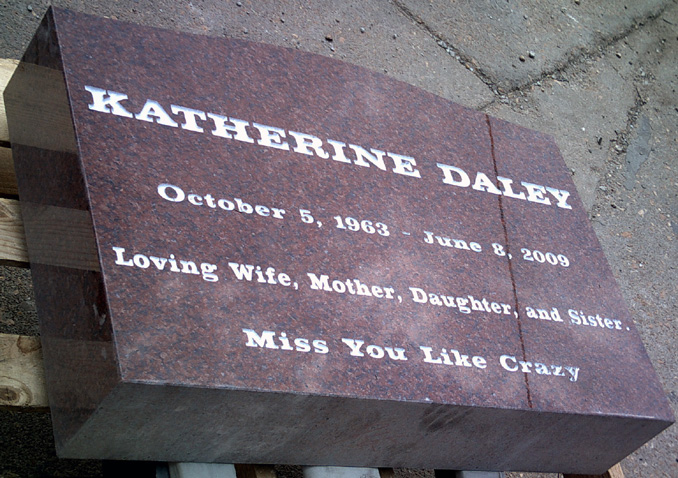 KATHERINE DALEY
October 5, 1963 - June 8, 2009
Loving Wife, Mother, Daughter, and Sister.
Miss You Like Crazy